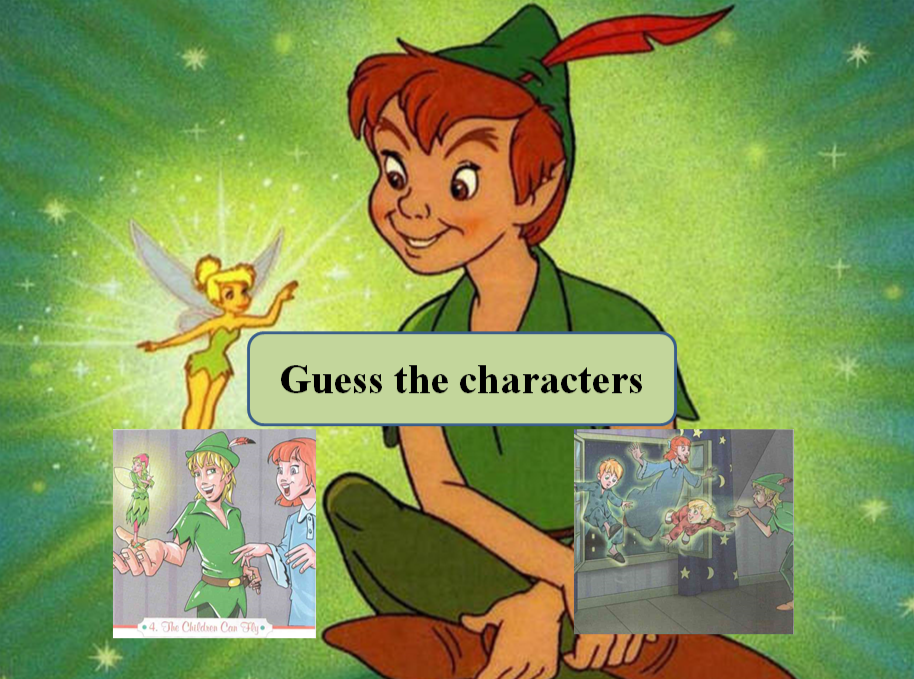 Guess the characters
4. The Children Can Fly